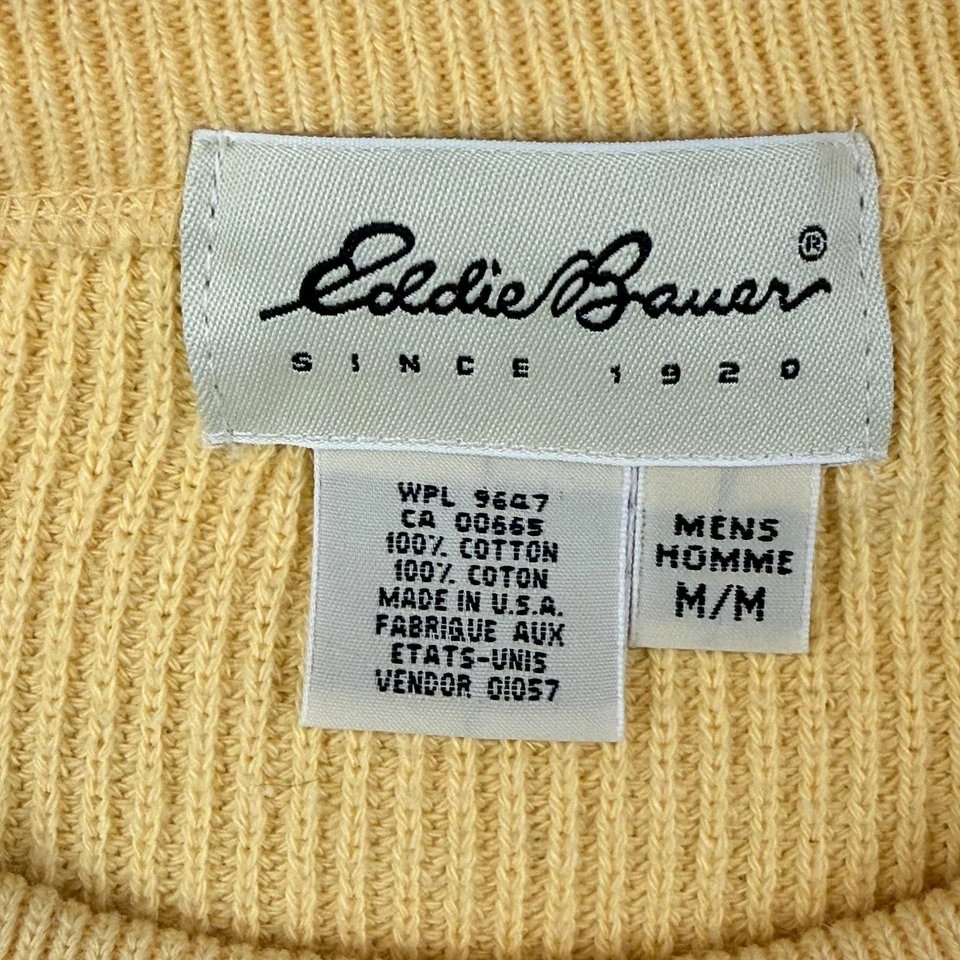 Eddie Bauer®
SINCE 1920
WPL 9647
CA 00665
100% COTTON
100% COTON
MADE IN U.S.A.
FABRIQUE AUX
ETATS-UNIS
VENDOR 01057
MENS
HOMME
M/M